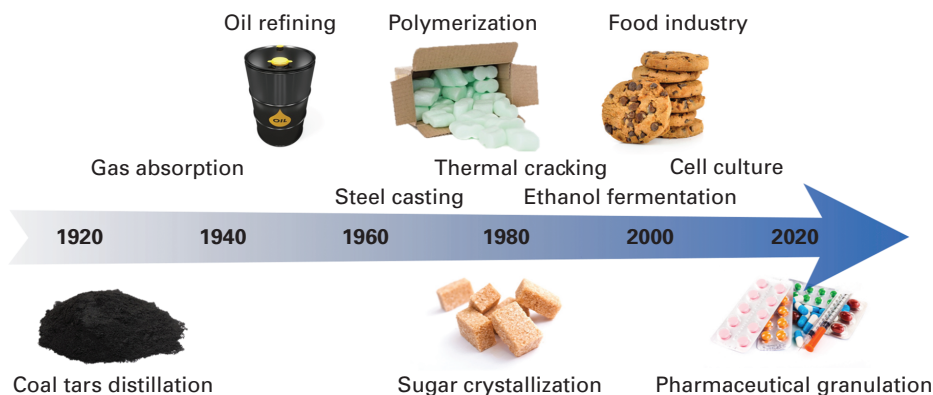 Oil refining
Polymerization
Food industry
OIL
Gas absorption
Thermal cracking
Cell culture
Steel casting
Ethanol fermentation
1920
1940
1960
1980
2000
2020
Coal tars distillation
Sugar crystallization
Pharmaceutical granulation